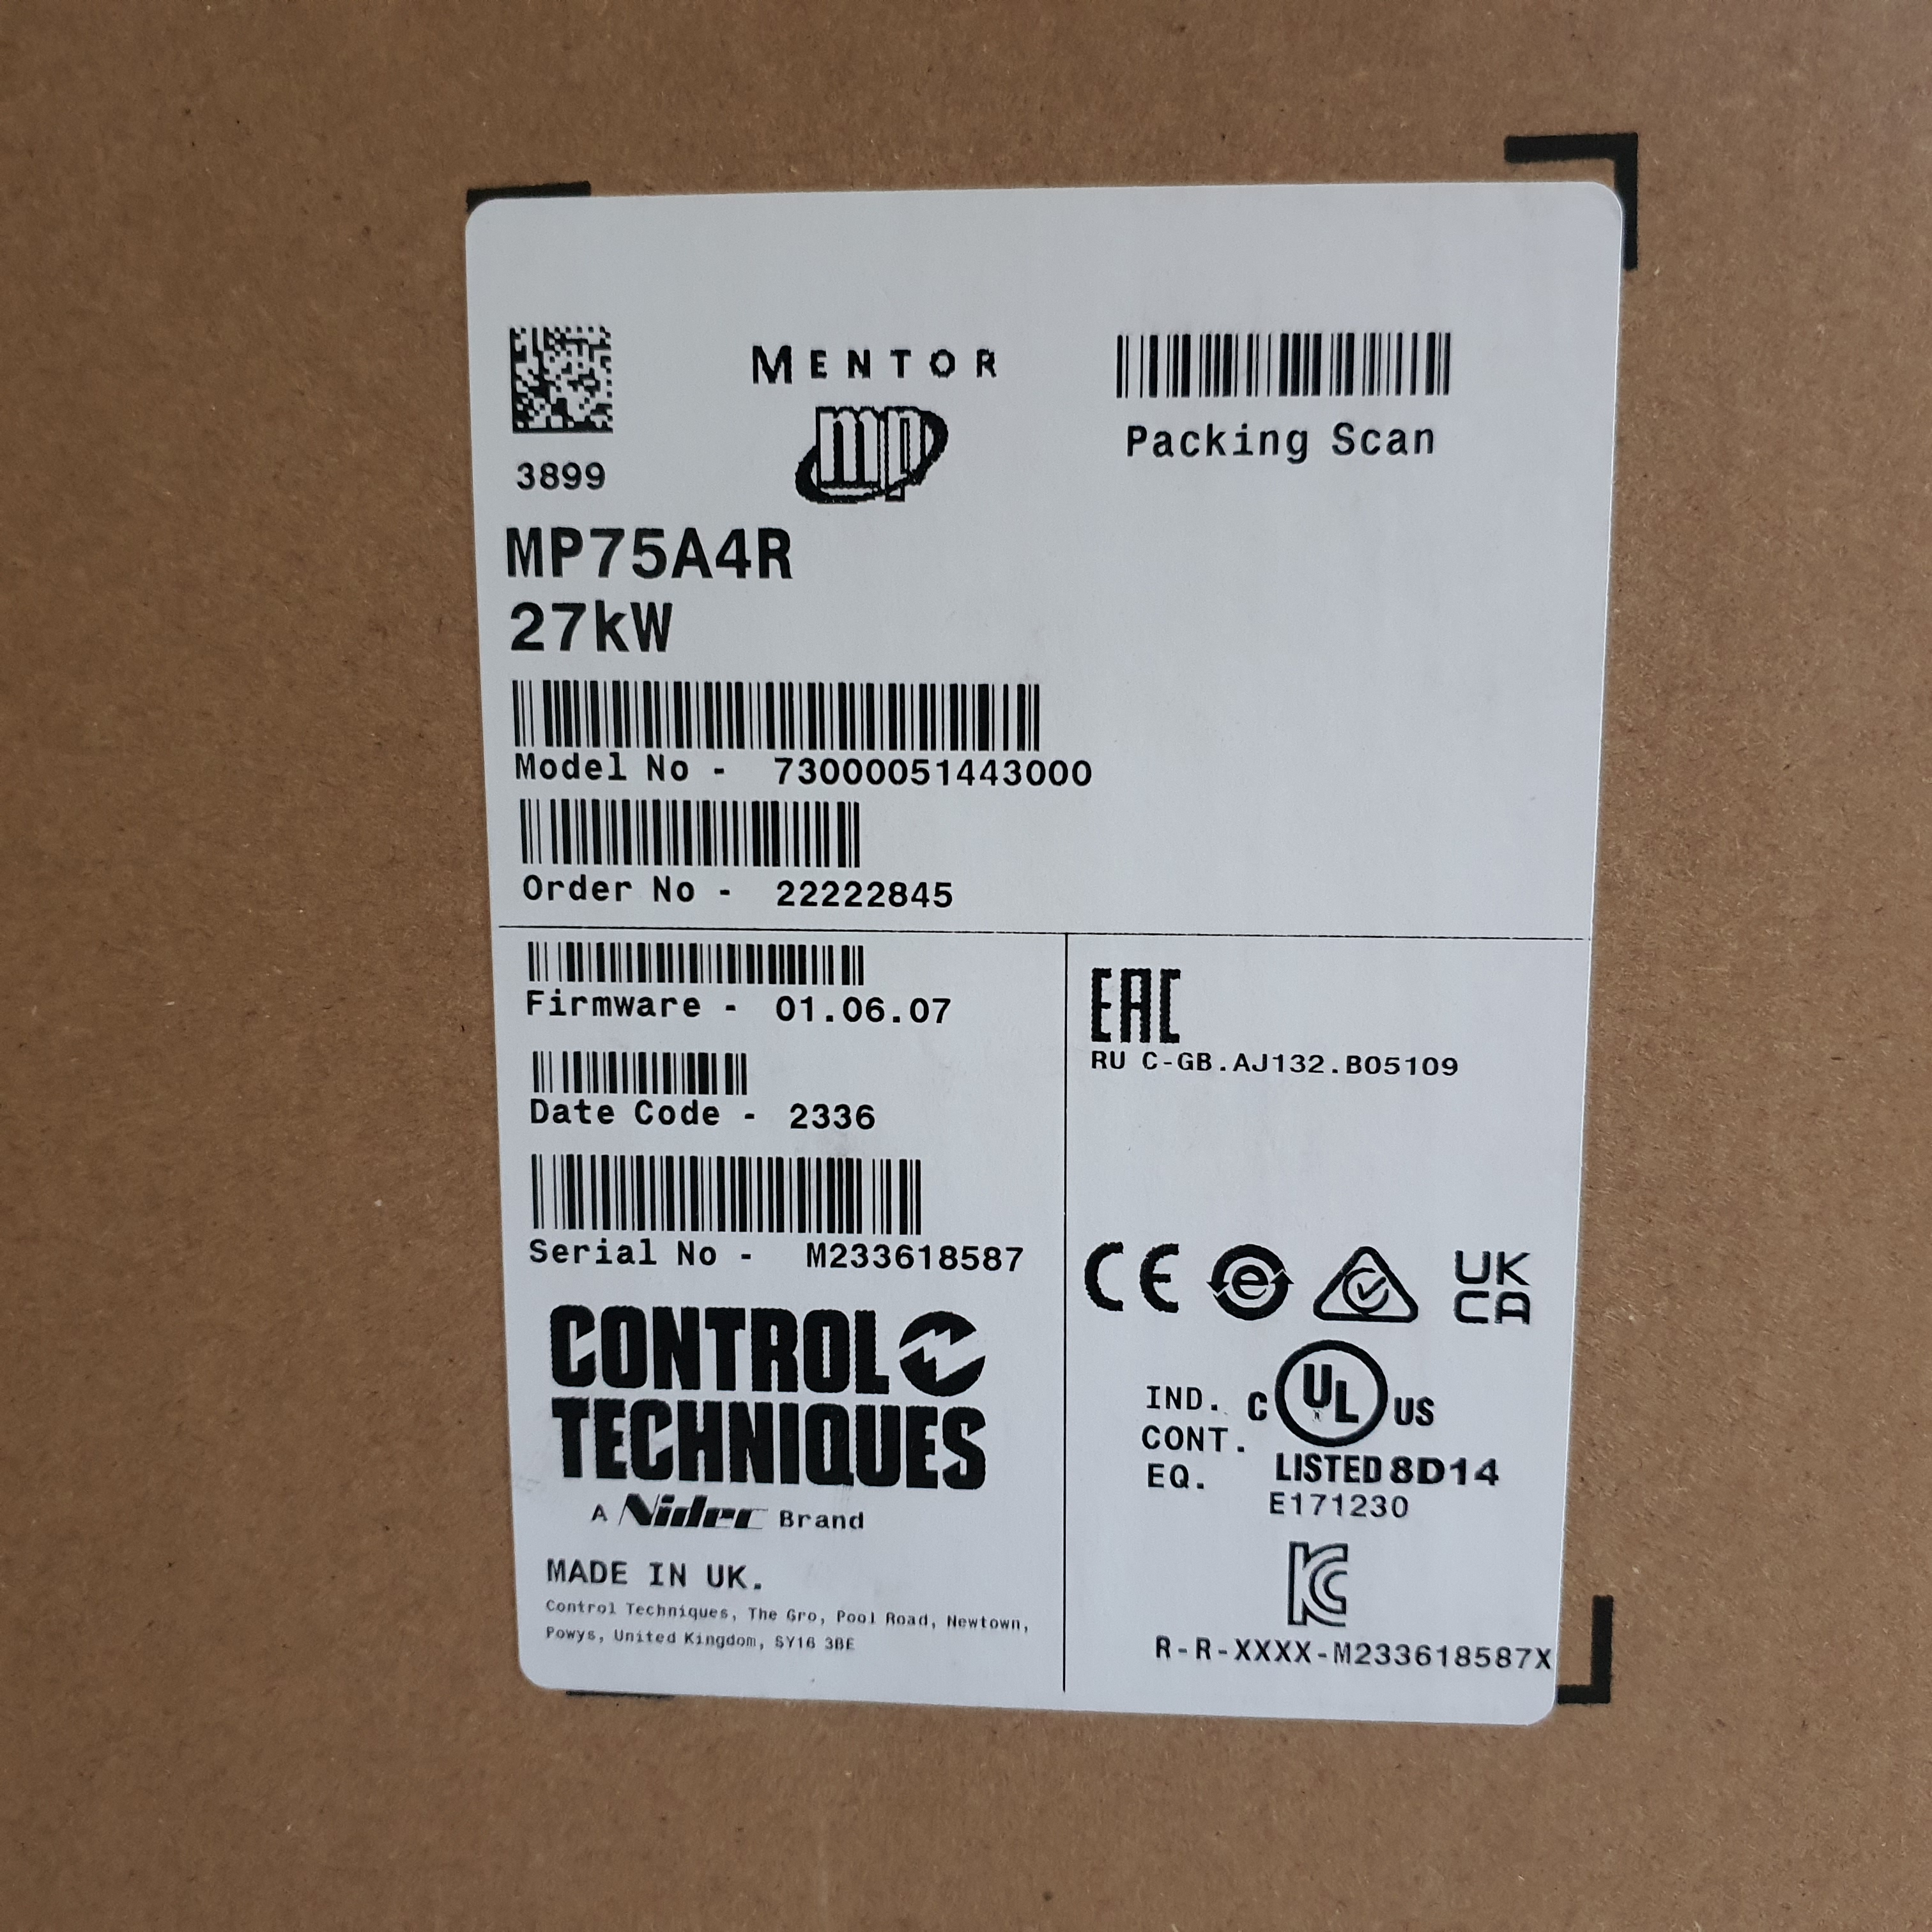 MENTOR
mp
Packing Scan
3899
MP75A4R
27kW
Model No - 73000051443000
Order No - 22222845
Firmware - 01.06.07
Date Code - 2336
Serial No - M233618587
CONTROL
TECHNIQUES
A Nidec Brand
MADE IN UK.
Control Techniques, The Gro, Pool Road, Newtown,
Powys, United Kingdom, SY16 3BE
EAC
RU C-GB.AJ132.B05109
CE e UK
CA
IND. C UL US
CONT.
EQ. LISTED 8D14
E171230
KC
R-R-XXXX-M233618587X